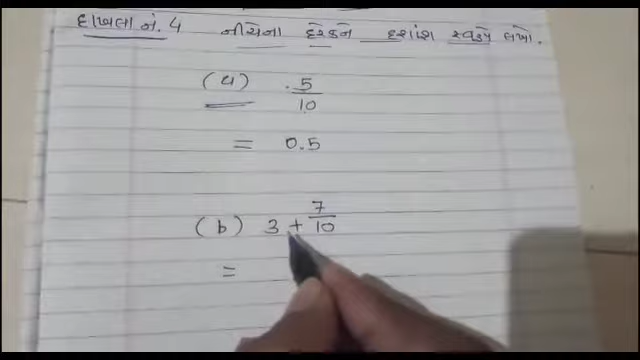 દાખલા નં. 4 નીચેના દરેકને દશાંશ સ્વરૂપે લખો.
(a) 5/10
= 0.5
(b) 3 + 7/10
=